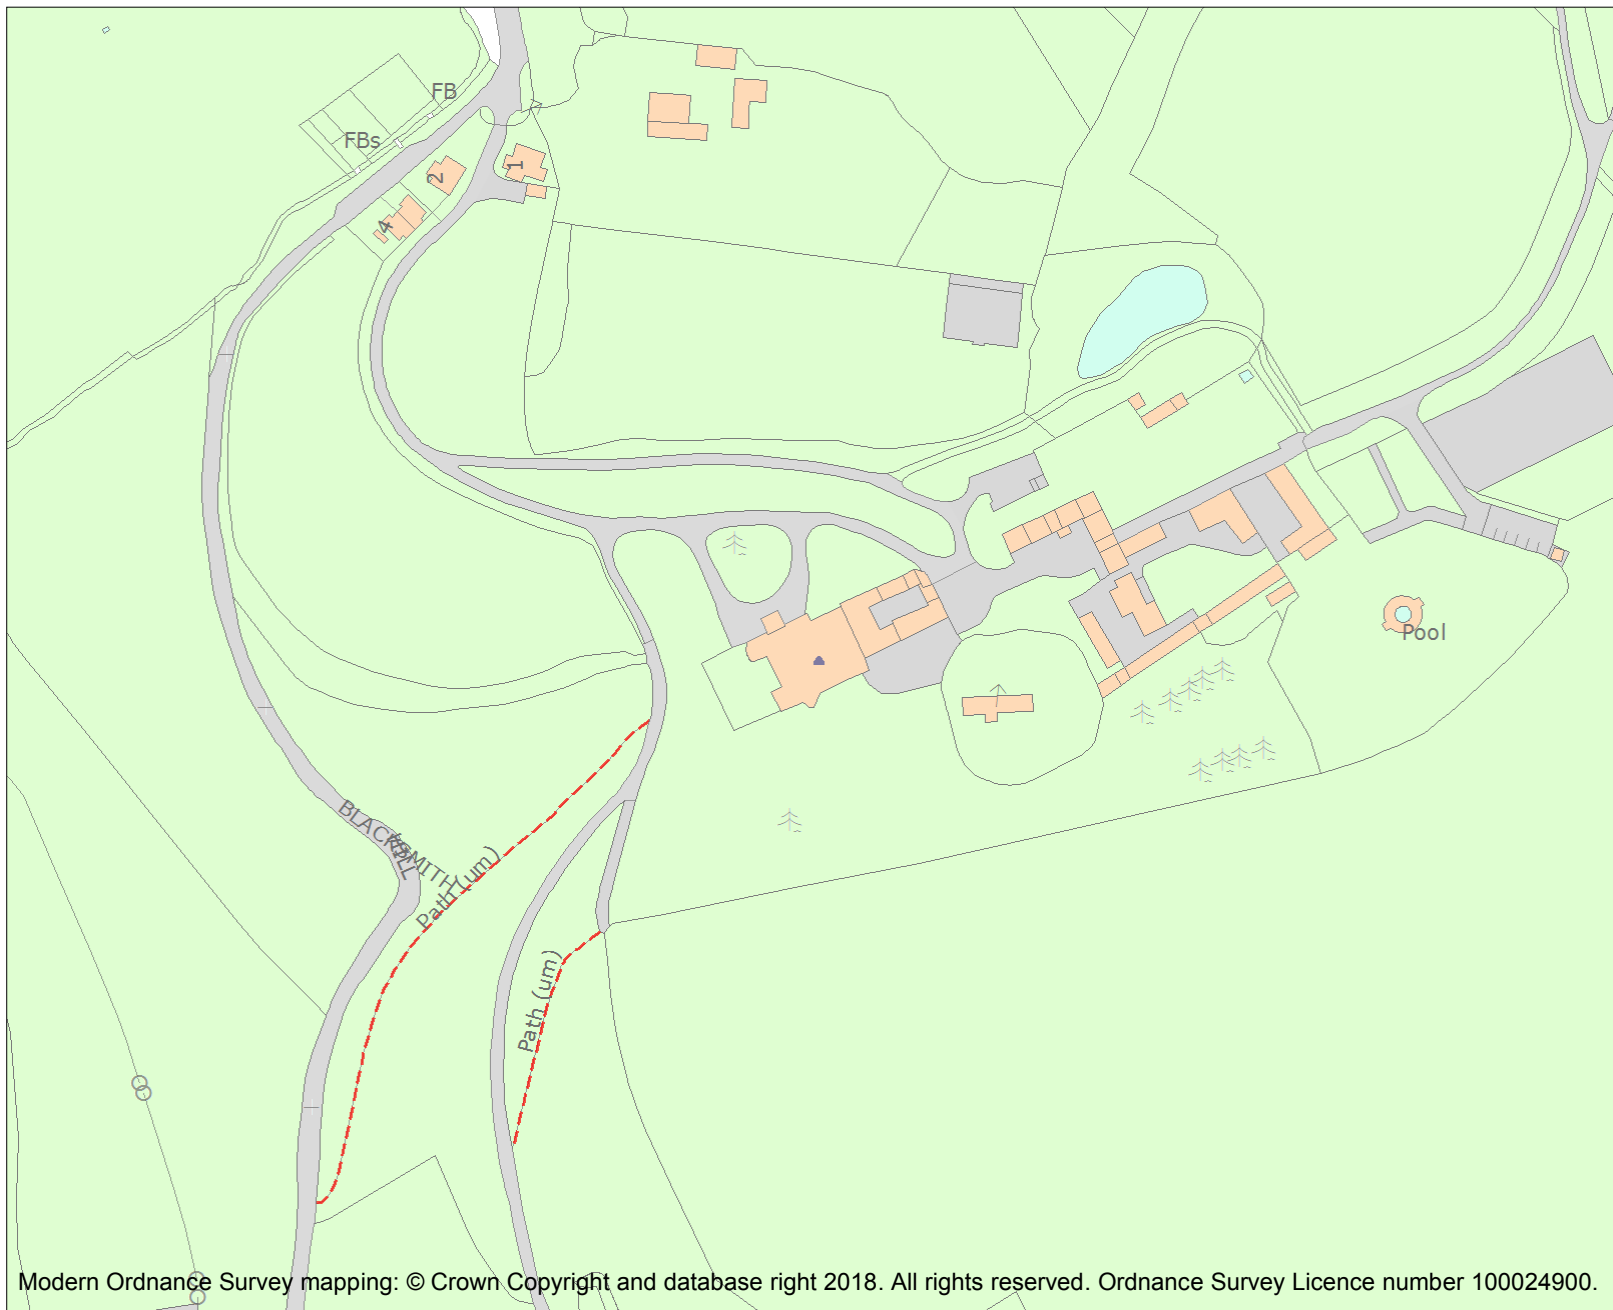 FB
FBs
1
2
4
BLACKSMITH
HILL
Path (um)
Path (um)
Pool
Modern Ordnance Survey mapping: © Crown Copyright and database right 2018. All rights reserved. Ordnance Survey Licence number 100024900.